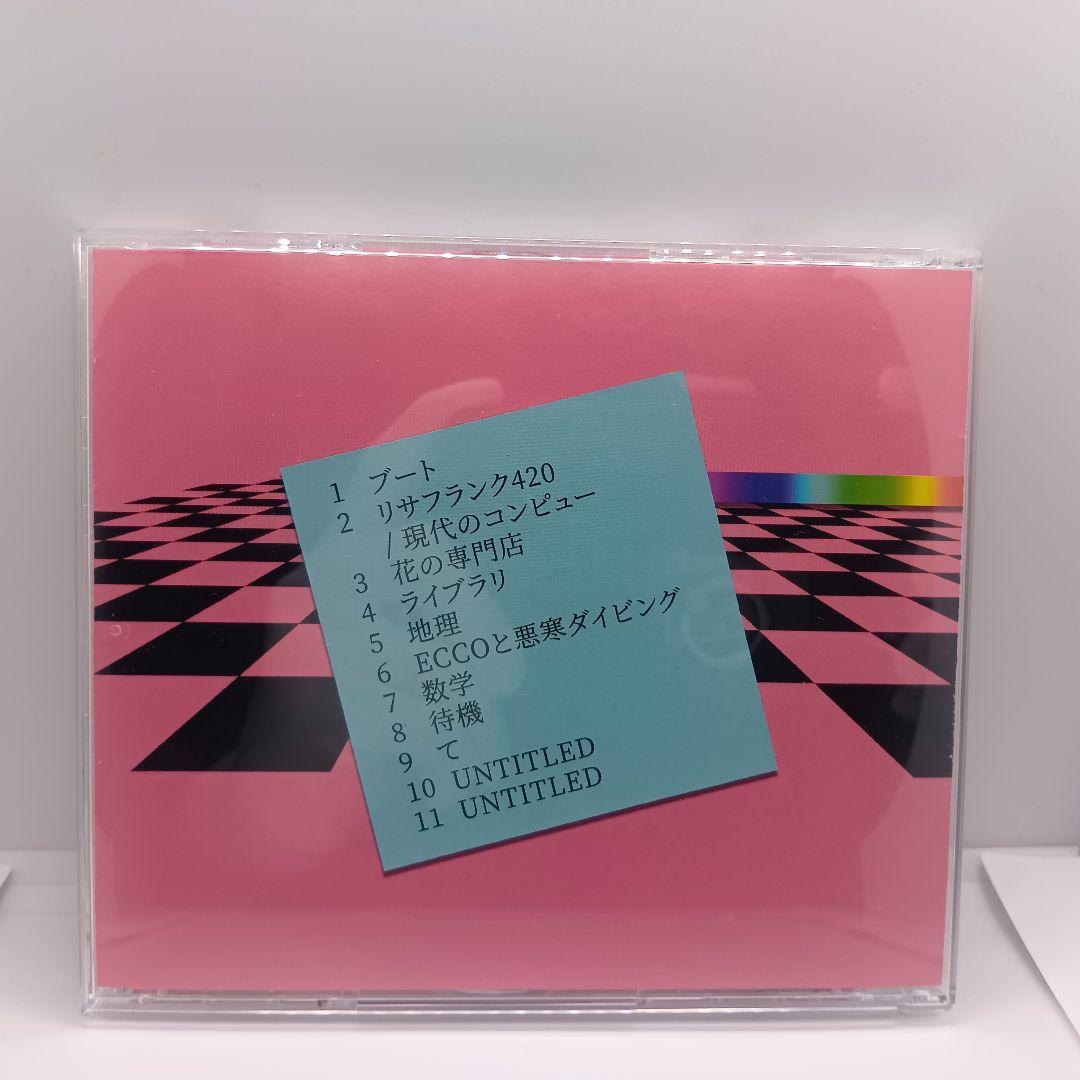 1 ブート
2 リサフランク420
/ 現代のコンピュー
3 花の専門店
4 ライブラリ
5 地理
6 ECCOと悪寒ダイビング
7 数学
8 待機
9 て
10 UNTITLED
11 UNTITLED